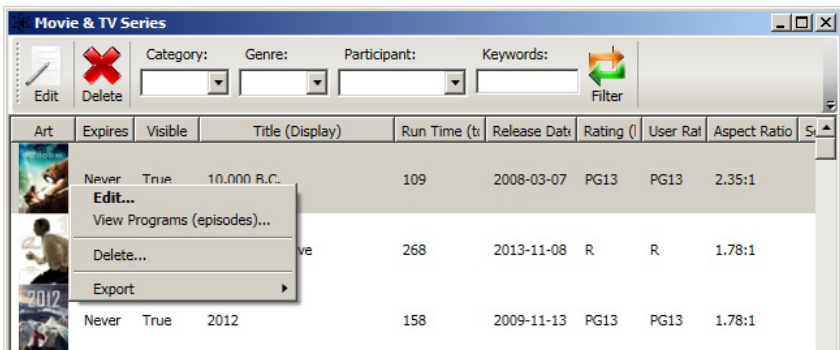 Movie & TV Series
Category: Genre: Participant: Keywords:
Edit Delete Filter
Art Expires Visible Title (Display) Run Time (t Release Date Rating ( User Rat Aspect Ratio S
Never True 10,000 B.C. 109 2008-03-07 PG13 PG13 2.35:1
Edit...
View Programs (episodes)...
ve 268 2013-11-08 R R 1.78:1
Delete...
Export
2012
Never True 2012 158 2009-11-13 PG13 PG13 1.78:1